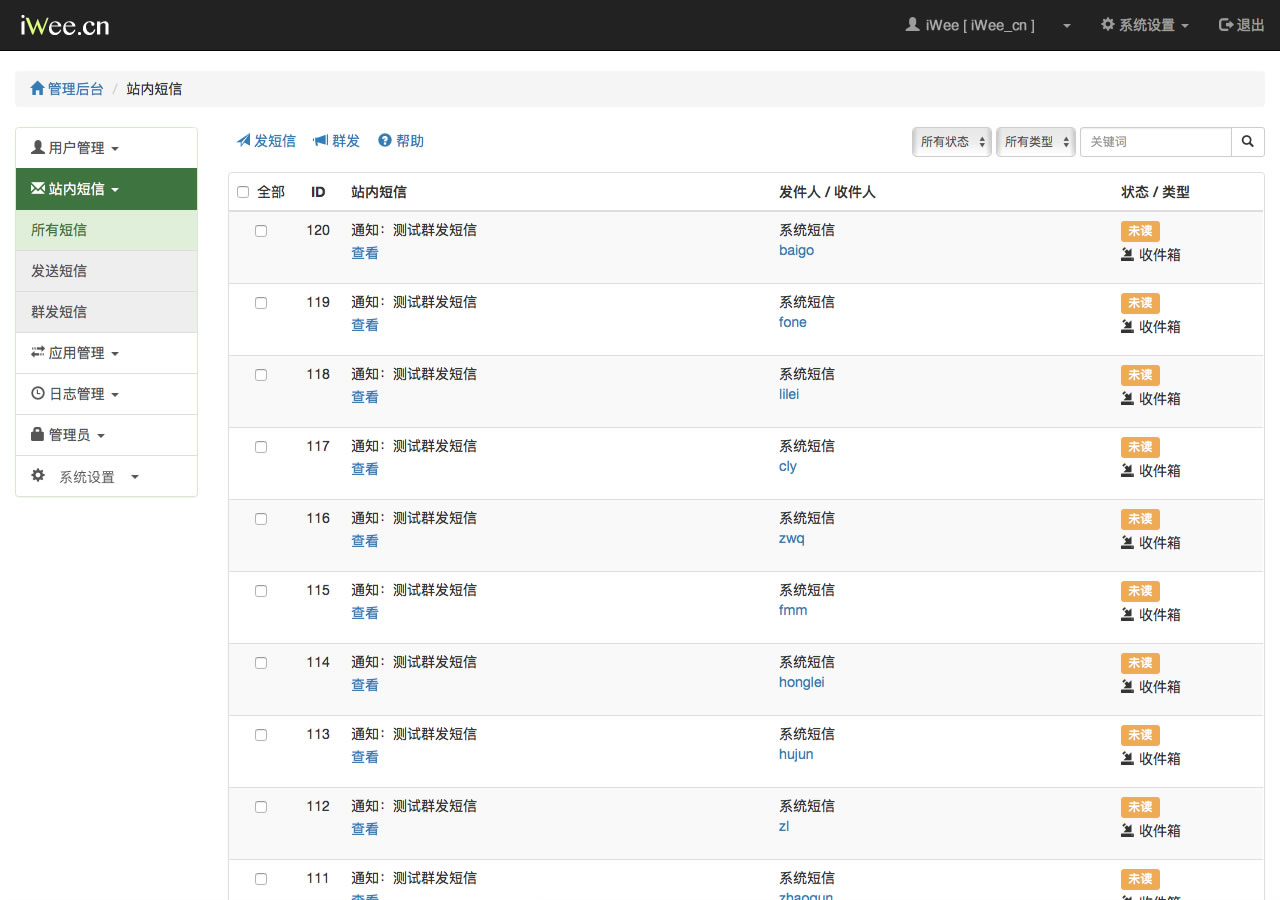 iWee.cn
iWee [ iWee_cn ] 系统设置 退出
管理后台 / 站内短信
用户管理
站内短信
所有短信
发送短信
群发短信
应用管理
日志管理
管理员
系统设置
发短信 群发 帮助
所有状态 所有类型 关键词
全部 ID 站内短信 发件人 / 收件人 状态 / 类型
120 通知：测试群发短信 系统短信 未读
查看 baigo 收件箱
119 通知：测试群发短信 系统短信 未读
查看 fone 收件箱
118 通知：测试群发短信 系统短信 未读
查看 lilei 收件箱
117 通知：测试群发短信 系统短信 未读
查看 cly 收件箱
116 通知：测试群发短信 系统短信 未读
查看 zwq 收件箱
115 通知：测试群发短信 系统短信 未读
查看 fmm 收件箱
114 通知：测试群发短信 系统短信 未读
查看 honglei 收件箱
113 通知：测试群发短信 系统短信 未读
查看 hujun 收件箱
112 通知：测试群发短信 系统短信 未读
查看 zl 收件箱
111 通知：测试群发短信 系统短信 未读
查看 收件箱